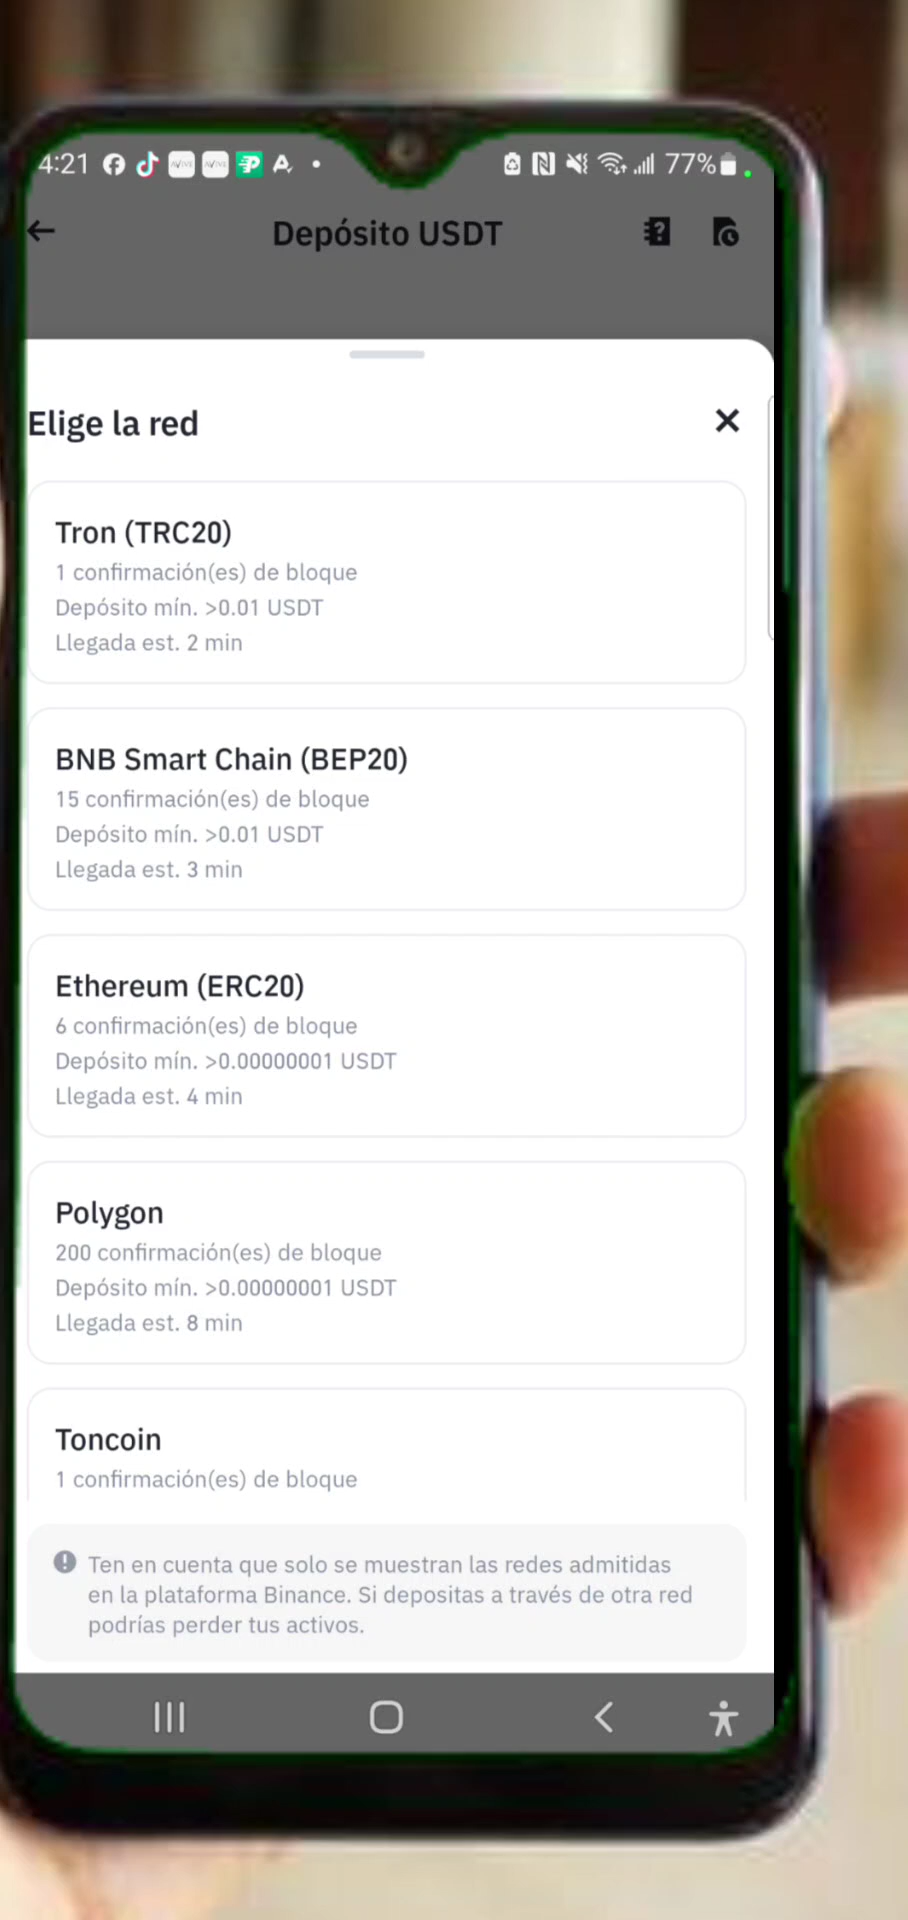 4:21
77%
Depósito USDT
Elige la red
Tron (TRC20)
1 confirmación(es) de bloque
Depósito mín. >0.01 USDT
Llegada est. 2 min
BNB Smart Chain (BEP20)
15 confirmación(es) de bloque
Depósito mín. >0.01 USDT
Llegada est. 3 min
Ethereum (ERC20)
6 confirmación(es) de bloque
Depósito mín. >0.00000001 USDT
Llegada est. 4 min
Polygon
200 confirmación(es) de bloque
Depósito mín. >0.00000001 USDT
Llegada est. 8 min
Toncoin
1 confirmación(es) de bloque
Ten en cuenta que solo se muestran las redes admitidas
en la plataforma Binance. Si depositas a través de otra red
podrías perder tus activos.